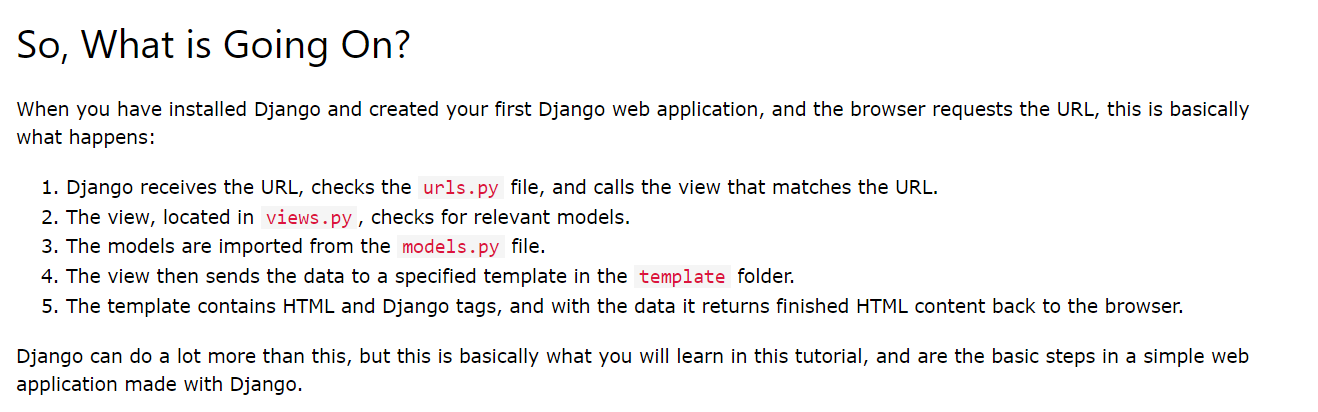 So, What is Going On?
When you have installed Django and created your first Django web application, and the browser requests the URL, this is basically
what happens:
1. Django receives the URL, checks the urls.py file, and calls the view that matches the URL.
2. The view, located in views.py, checks for relevant models.
3. The models are imported from the models.py file.
4. The view then sends the data to a specified template in the template folder.
5. The template contains HTML and Django tags, and with the data it returns finished HTML content back to the browser.
Django can do a lot more than this, but this is basically what you will learn in this tutorial, and are the basic steps in a simple web
application made with Django.